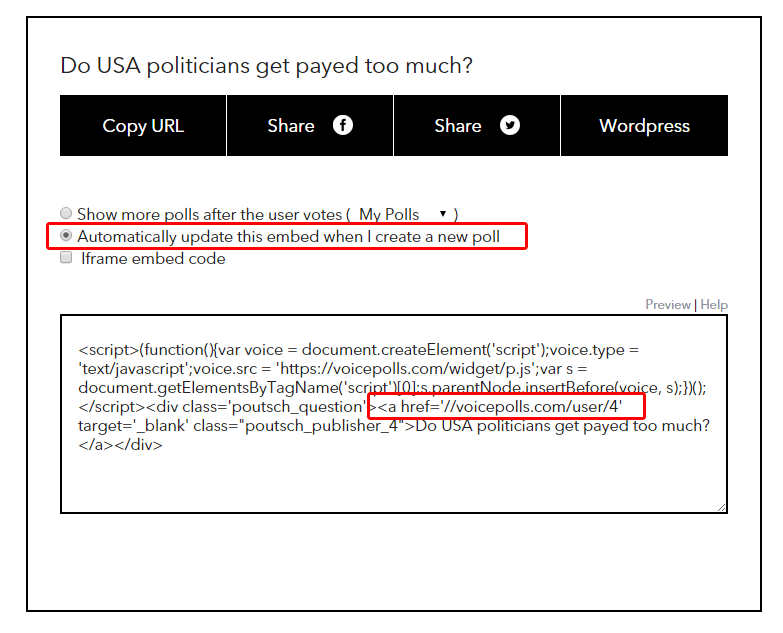 Do USA politicians get payed too much?
Copy URL Share Share Wordpress
Show more polls after the user votes ( My Polls ▼ )
Automatically update this embed when I create a new poll
Iframe embed code
Preview | Help
<script>(function(){var voice = document.createElement('script');voice.type =
'text/javascript';voice.src = 'https://voicepolls.com/widget/p.js';var s =
document.getElementsByTagName('script')[0];s.parentNode.insertBefore(voice, s);})();
</script><div class='poutsch_question'><a href='//voicepolls.com/user/4'
target='_blank' class="poutsch_publisher_4">Do USA politicians get payed too much?
</a></div>